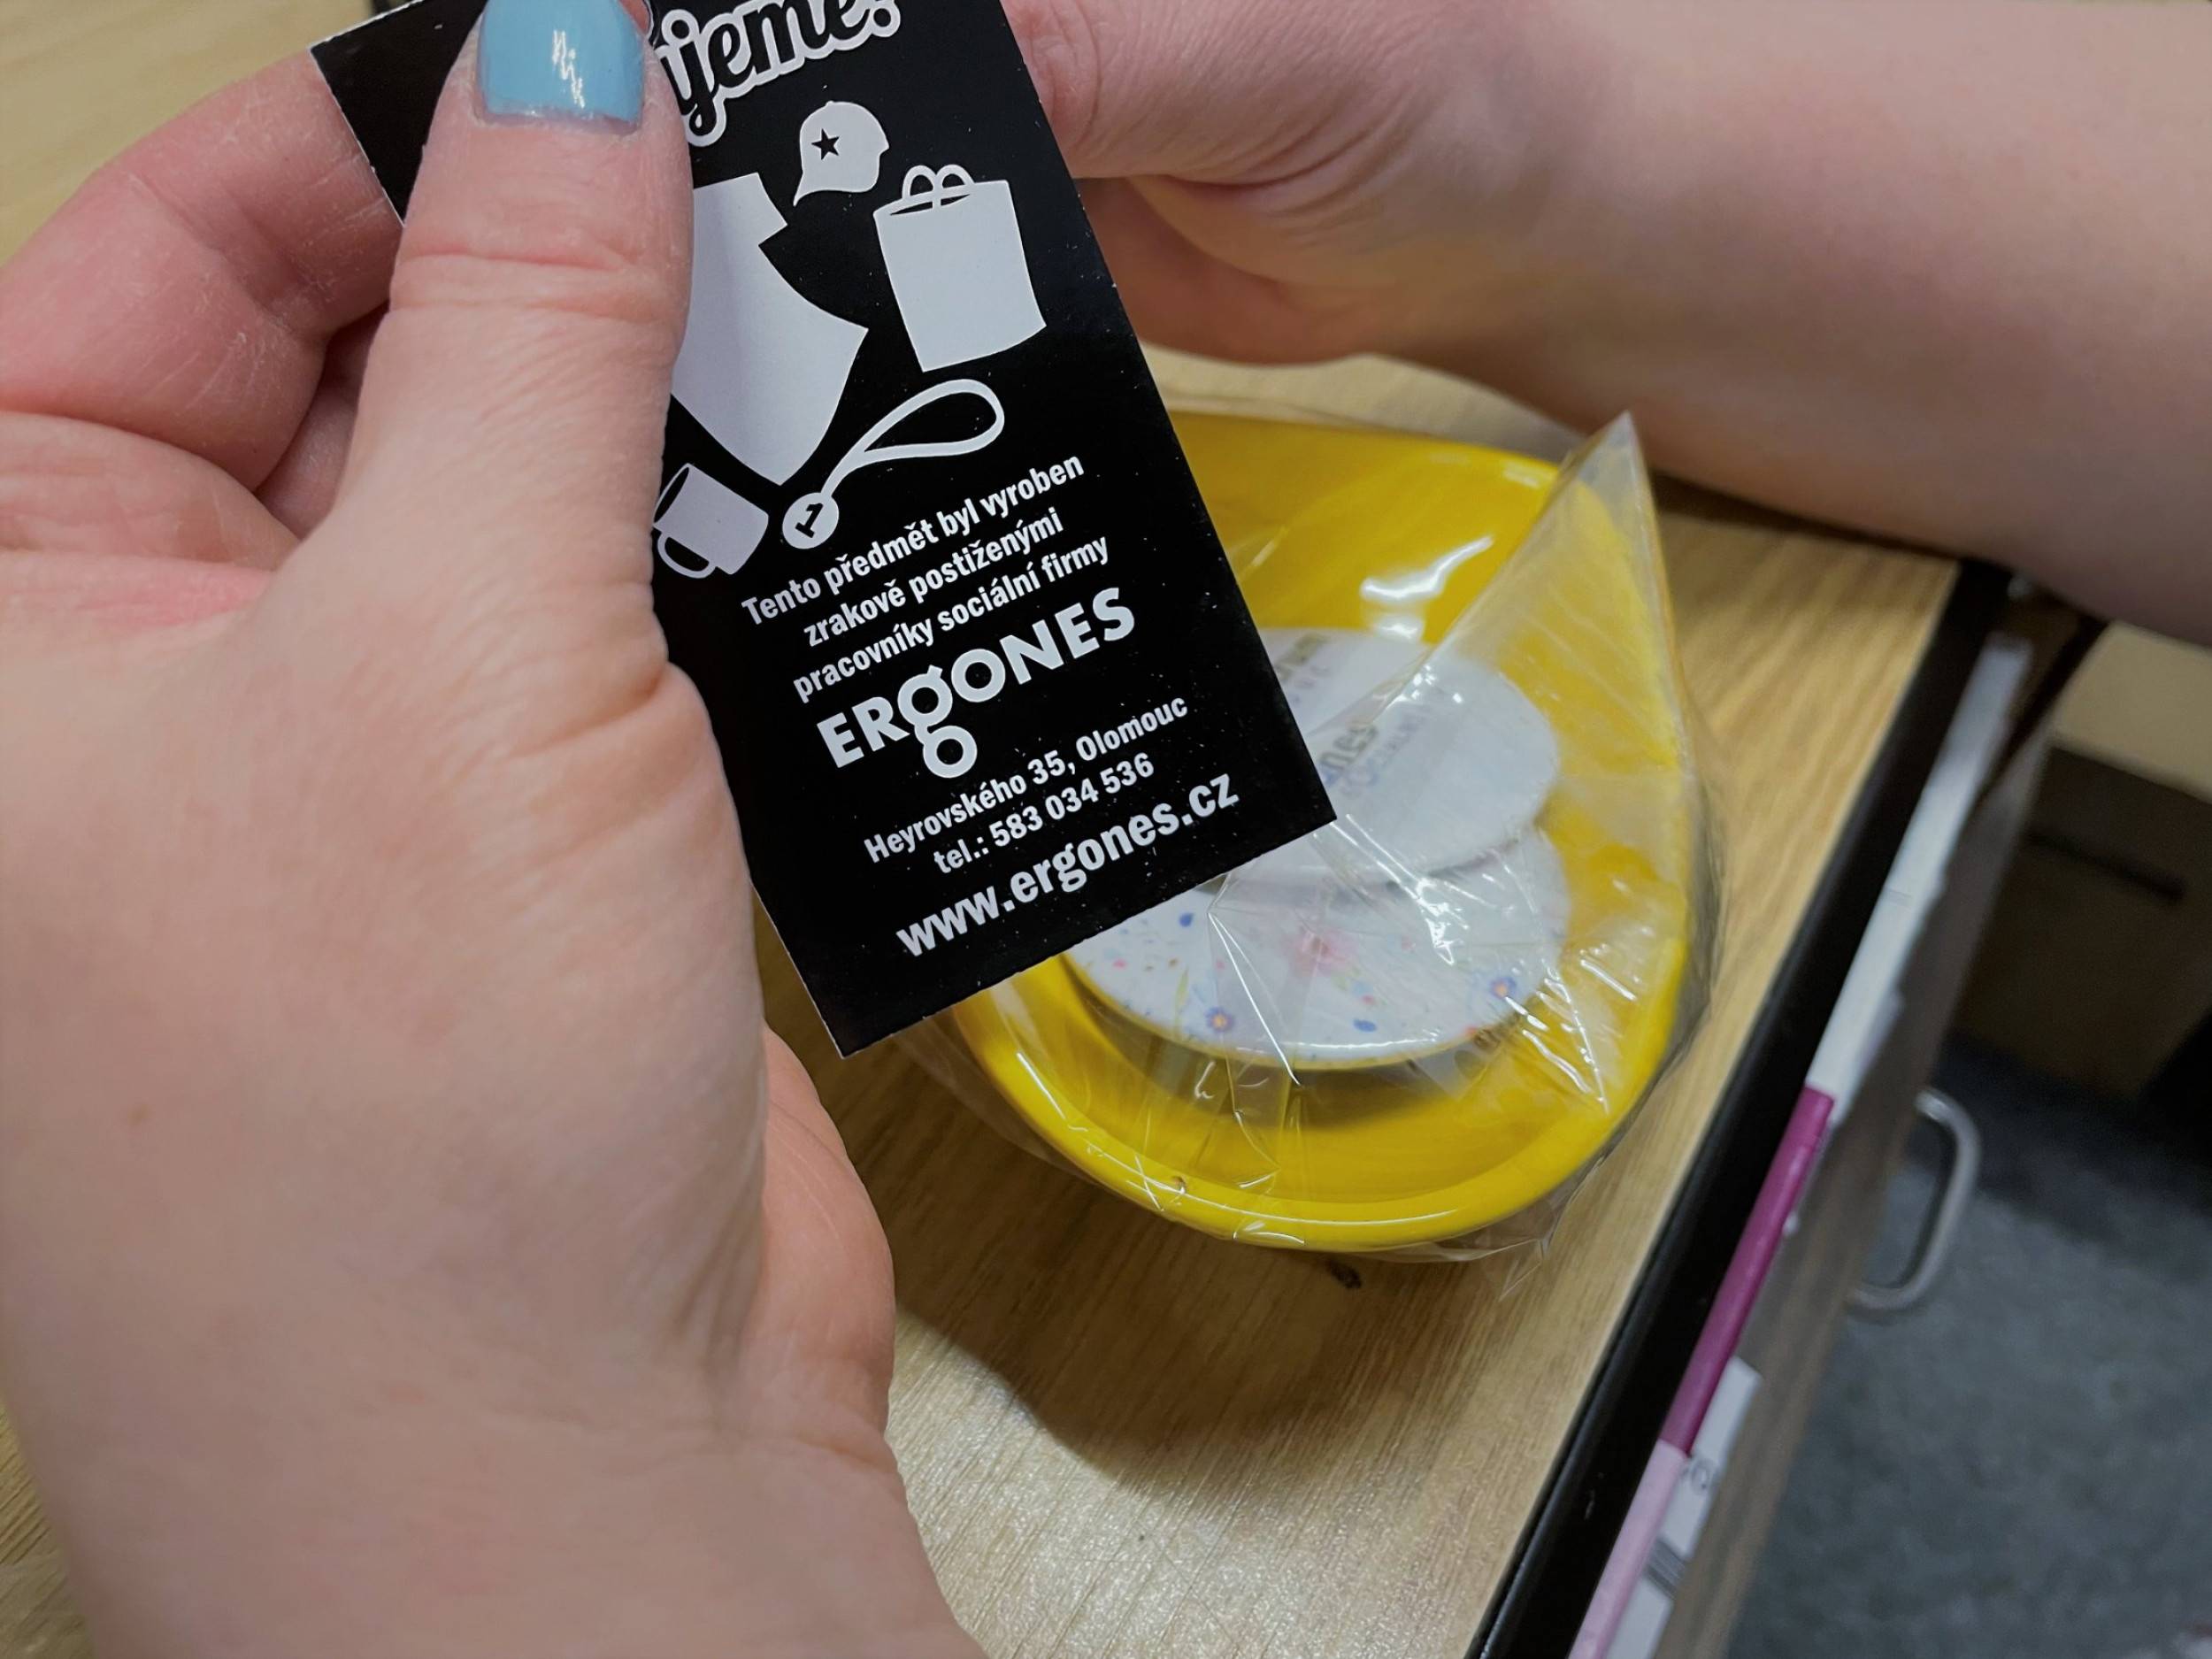 Tento předmět byl vyroben
zrakově postiženými
pracovníky sociální firmy
ERgONES
Heyrovského 35, Olomouc
tel.: 583 034 536
www.ergones.cz
1